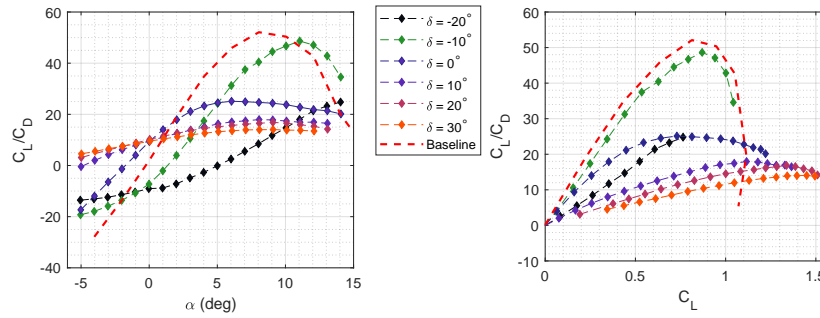 60
40
20
0
-20
-40
-5
0
5
10
15
α (deg)
C_L/C_D
δ = -20°
δ = -10°
δ = 0°
δ = 10°
δ = 20°
δ = 30°
Baseline
60
50
40
30
20
10
0
0
0.5
1
1.5
C_L
C_L/C_D